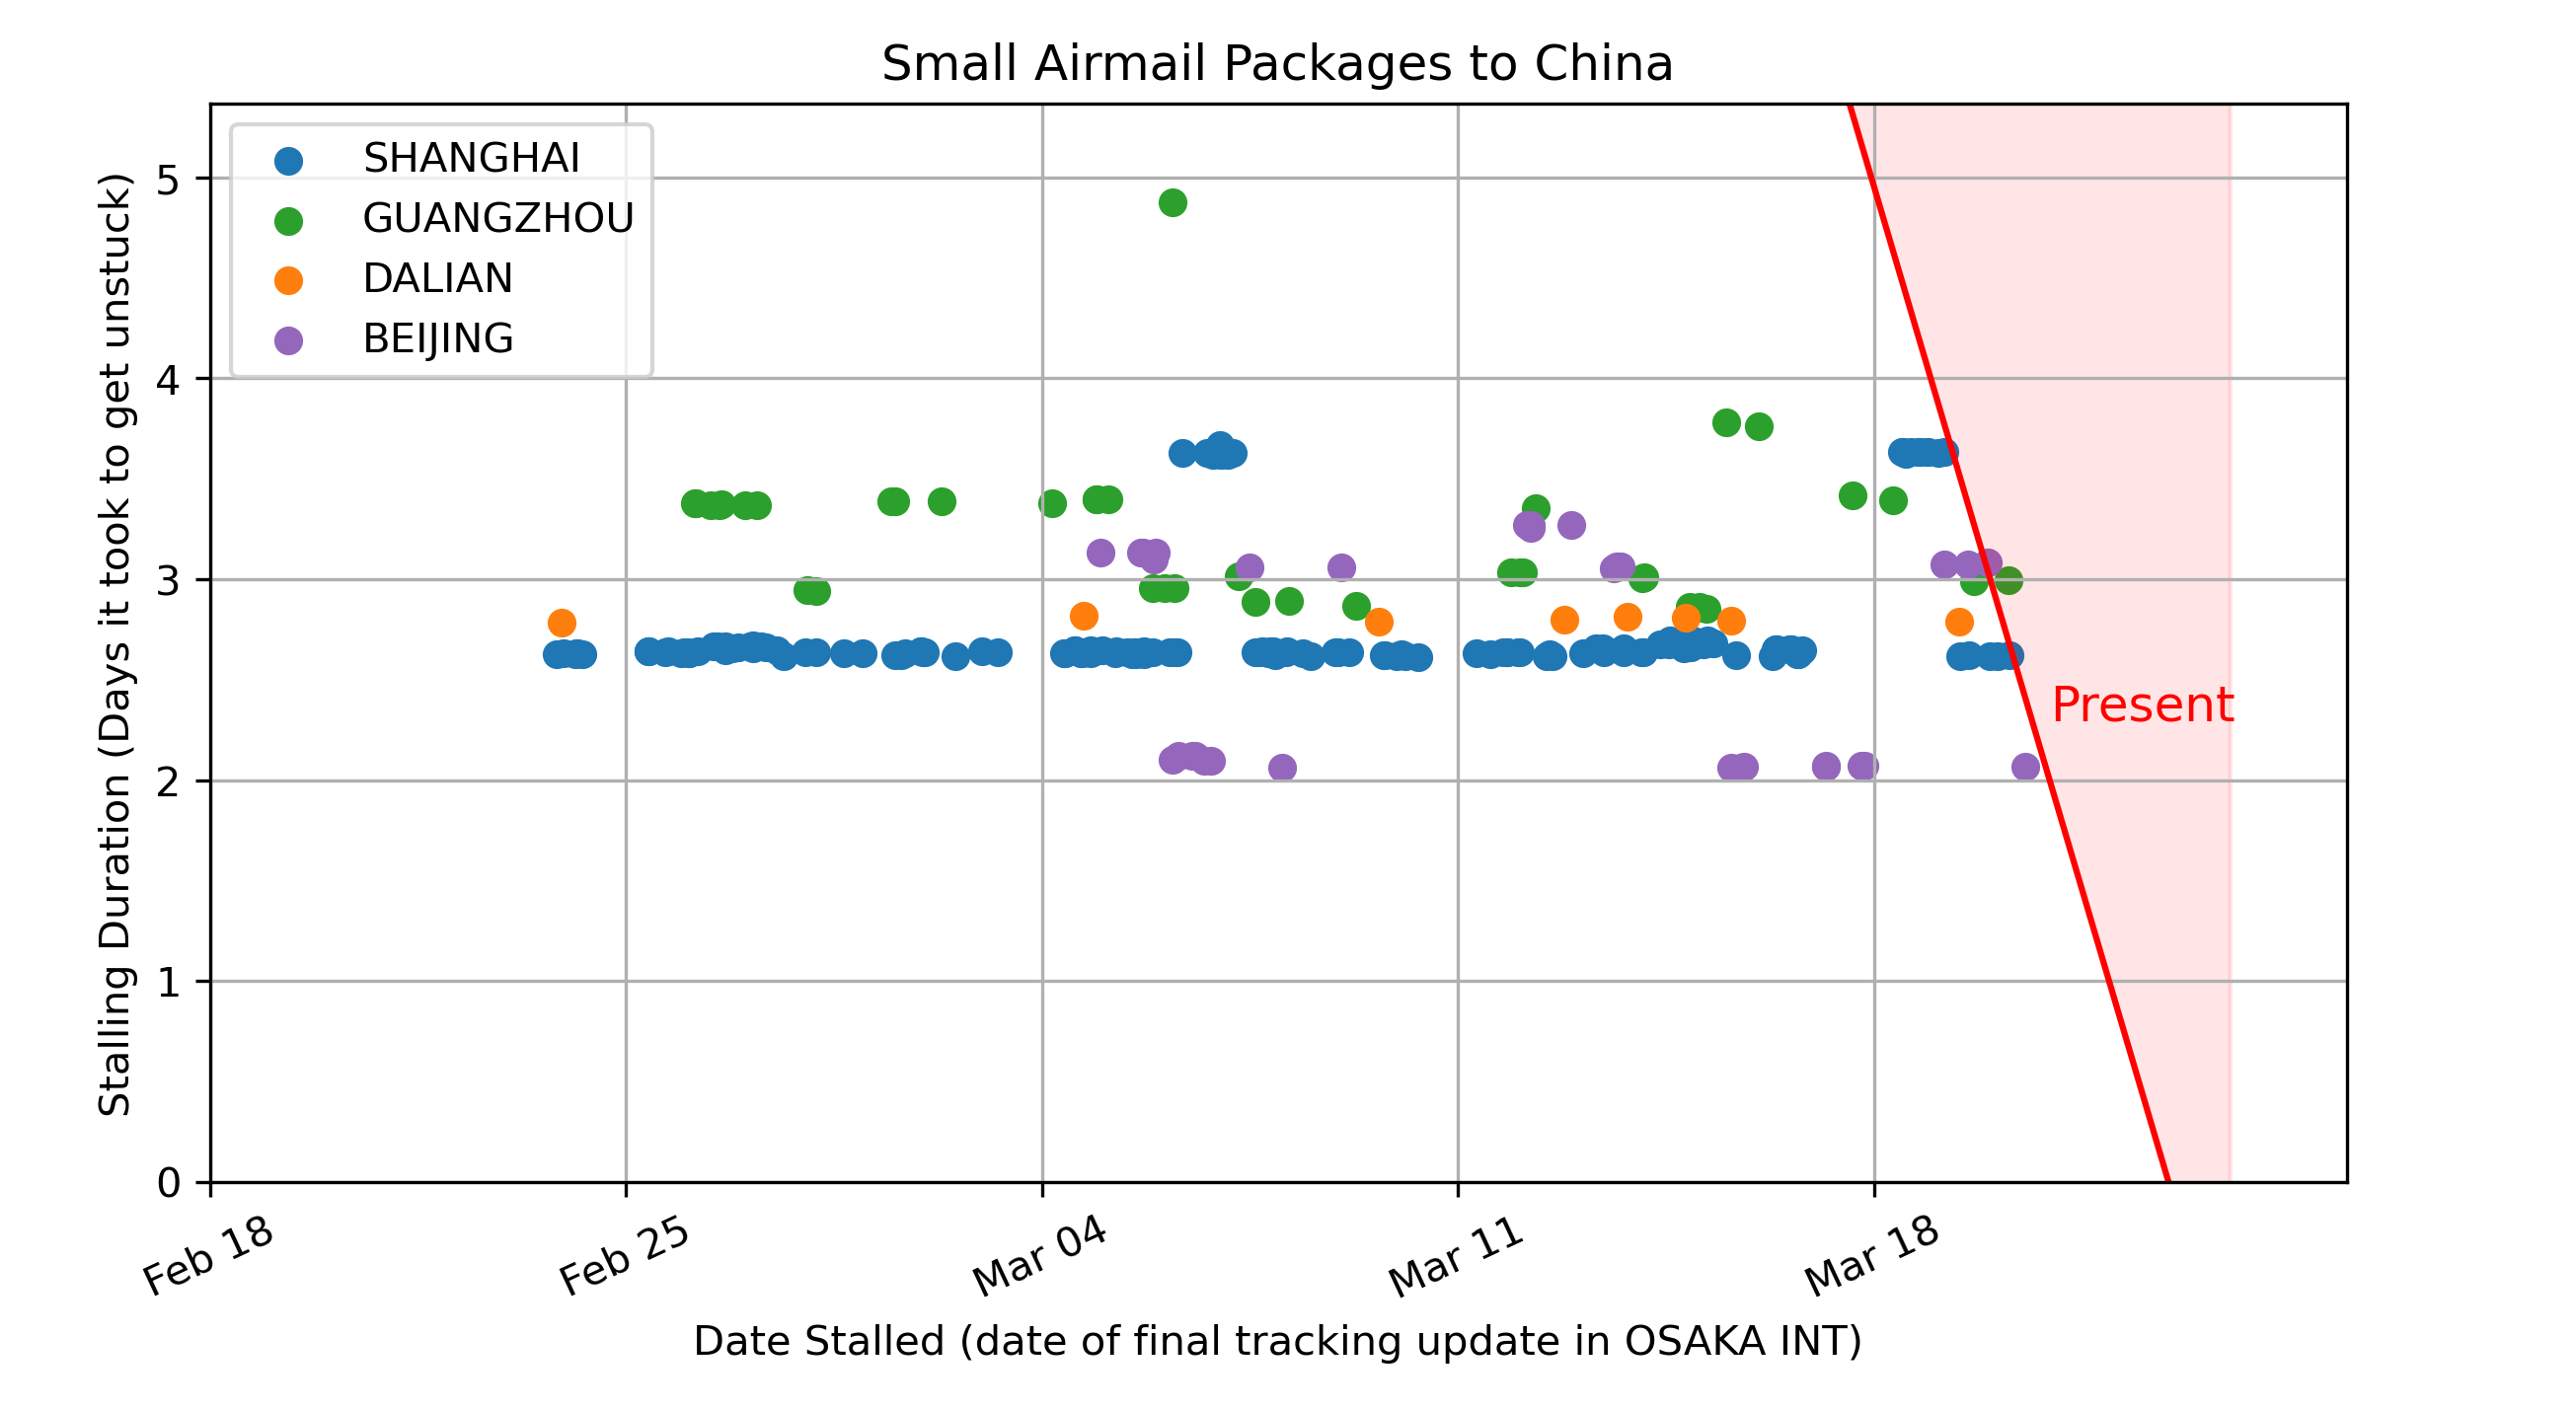 Small Airmail Packages to China
SHANGHAI
GUANGZHOU
DALIAN
BEIJING
Stalling Duration (Days it took to get unstuck)
5
4
3
2
1
0
Present
Feb 18
Feb 25
Mar 04
Mar 11
Mar 18
Date Stalled (date of final tracking update in OSAKA INT)